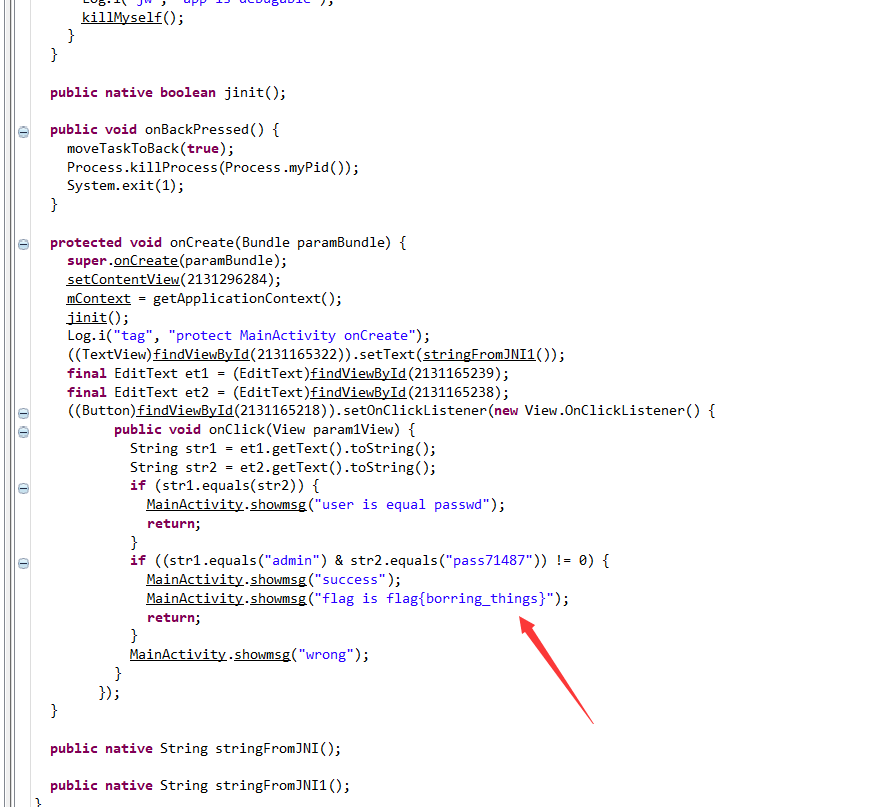 Log.i("jw", "app is debugable");
killMyself();
}
}
public native boolean jinit();
public void onBackPressed() {
moveTaskToBack(true);
Process.killProcess(Process.myPid());
System.exit(1);
}
protected void onCreate(Bundle paramBundle) {
super.onCreate(paramBundle);
setContentView(2131296284);
mContext = getApplicationContext();
jinit();
Log.i("tag", "protect MainActivity onCreate");
((TextView)findViewById(2131165322)).setText(stringFromJNI1());
final EditText et1 = (EditText)findViewById(2131165239);
final EditText et2 = (EditText)findViewById(2131165238);
((Button)findViewById(2131165218)).setOnClickListener(new View.OnClickListener() {
public void onClick(View param1View) {
String str1 = et1.getText().toString();
String str2 = et2.getText().toString();
if (str1.equals(str2)) {
MainActivity.showmsg("user is equal passwd");
return;
}
if ((str1.equals("admin") & str2.equals("pass71487")) != 0) {
MainActivity.showmsg("success");
MainActivity.showmsg("flag is flag{borring_things}");
return;
}
MainActivity.showmsg("wrong");
}
});
}
public native String stringFromJNI();
public native String stringFromJNI1();
}